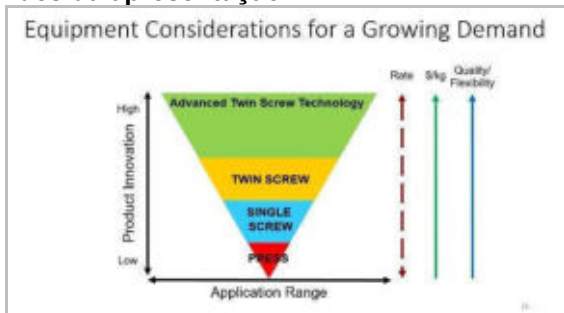 Equipment Considerations for a Growing Demand
Rate
$/kg
Quality/
Flexibility
High
Product Innovation
Low
Advanced Twin Screw Technology
TWIN SCREW
SINGLE
SCREW
PRESS
Application Range